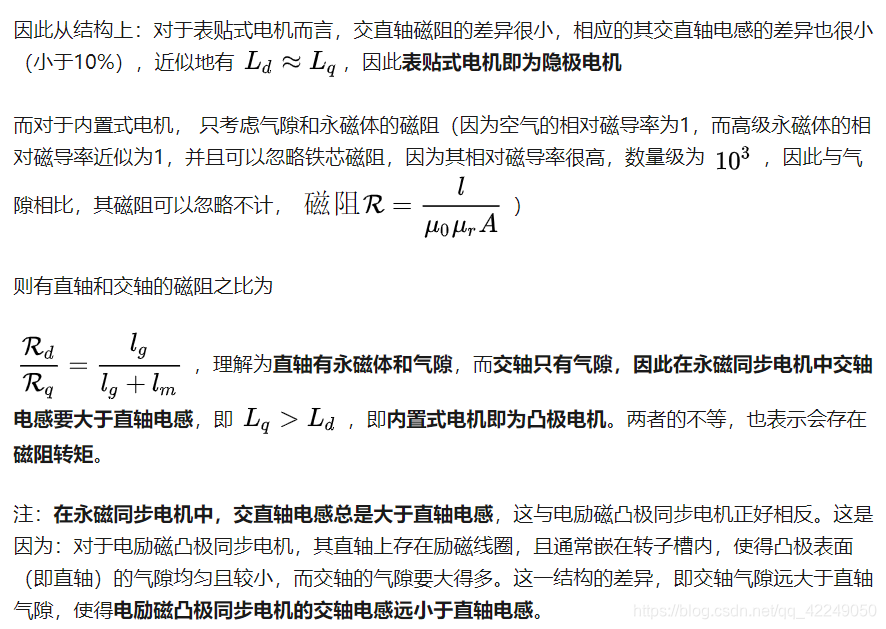 因此从结构上：对于表贴式电机而言，交直轴磁阻的差异很小，相应的其交直轴电感的差异也很小
（小于10%），近似地有 L_d ≈ L_q ，因此表贴式电机即为隐极电机
而对于内置式电机， 只考虑气隙和永磁体的磁阻（因为空气的相对磁导率为1，而高级永磁体的相
对磁导率近似为1，并且可以忽略铁芯磁阻，因为其相对磁导率很高，数量级为 10^3 ，因此与气
隙相比，其磁阻可以忽略不计， 磁阻R = l / (μ_0 μ_r A) ）
则有直轴和交轴的磁阻之比为
R_d / R_q = l_g / (l_g + l_m) ，理解为直轴有永磁体和气隙，而交轴只有气隙，因此在永磁同步电机中交轴
电感要大于直轴电感，即 L_q > L_d ，即内置式电机即为凸极电机。两者的不等，也表示会存在
磁阻转矩。
注：在永磁同步电机中，交直轴电感总是大于直轴电感，这与电励磁凸极同步电机正好相反。这是
因为：对于电励磁凸极同步电机，其直轴上存在励磁线圈，且通常嵌在转子槽内，使得凸极表面
（即直轴）的气隙均匀且较小，而交轴的气隙要大得多。这一结构的差异，即交轴气隙远大于直轴
气隙，使得电励磁凸极同步电机的交轴电感远小于直轴电感。
https://blog.csdn.net/qq_42249050